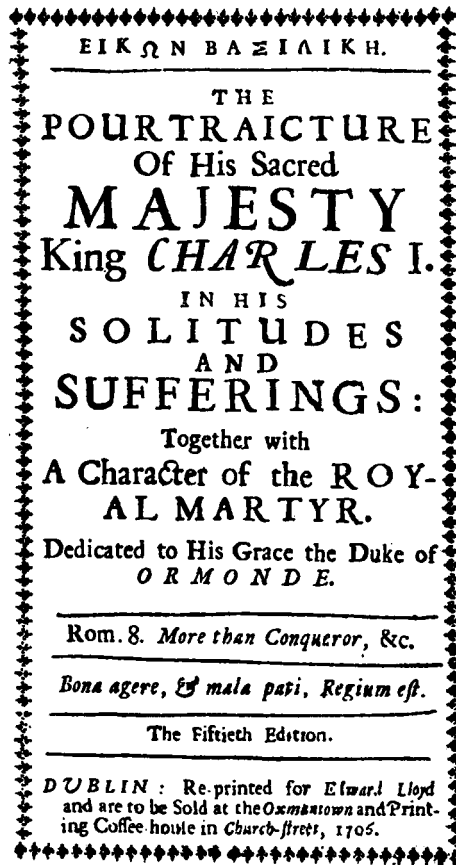 ΕΙΚΩΝ ΒΑΣΙΛΙΚΗ.
THE
POURTRAICTURE
Of His Sacred
MAJESTY
King CHARLES I.
IN HIS
SOLITUDES
AND
SUFFERINGS:
Together with
A Character of the ROY-
AL MARTYR.
Dedicated to His Grace the Duke of
ORMONDE.
Rom. 8. More than Conqueror, &c.
Bona agere, & mala pati, Regium eſt.
The Fiftieth Edition.
DUBLIN: Re-printed for Edward Lloyd
and are to be Sold at the Oxmantown and Print-
ing Coffee-houſe in Church-ſtreet, 1706.